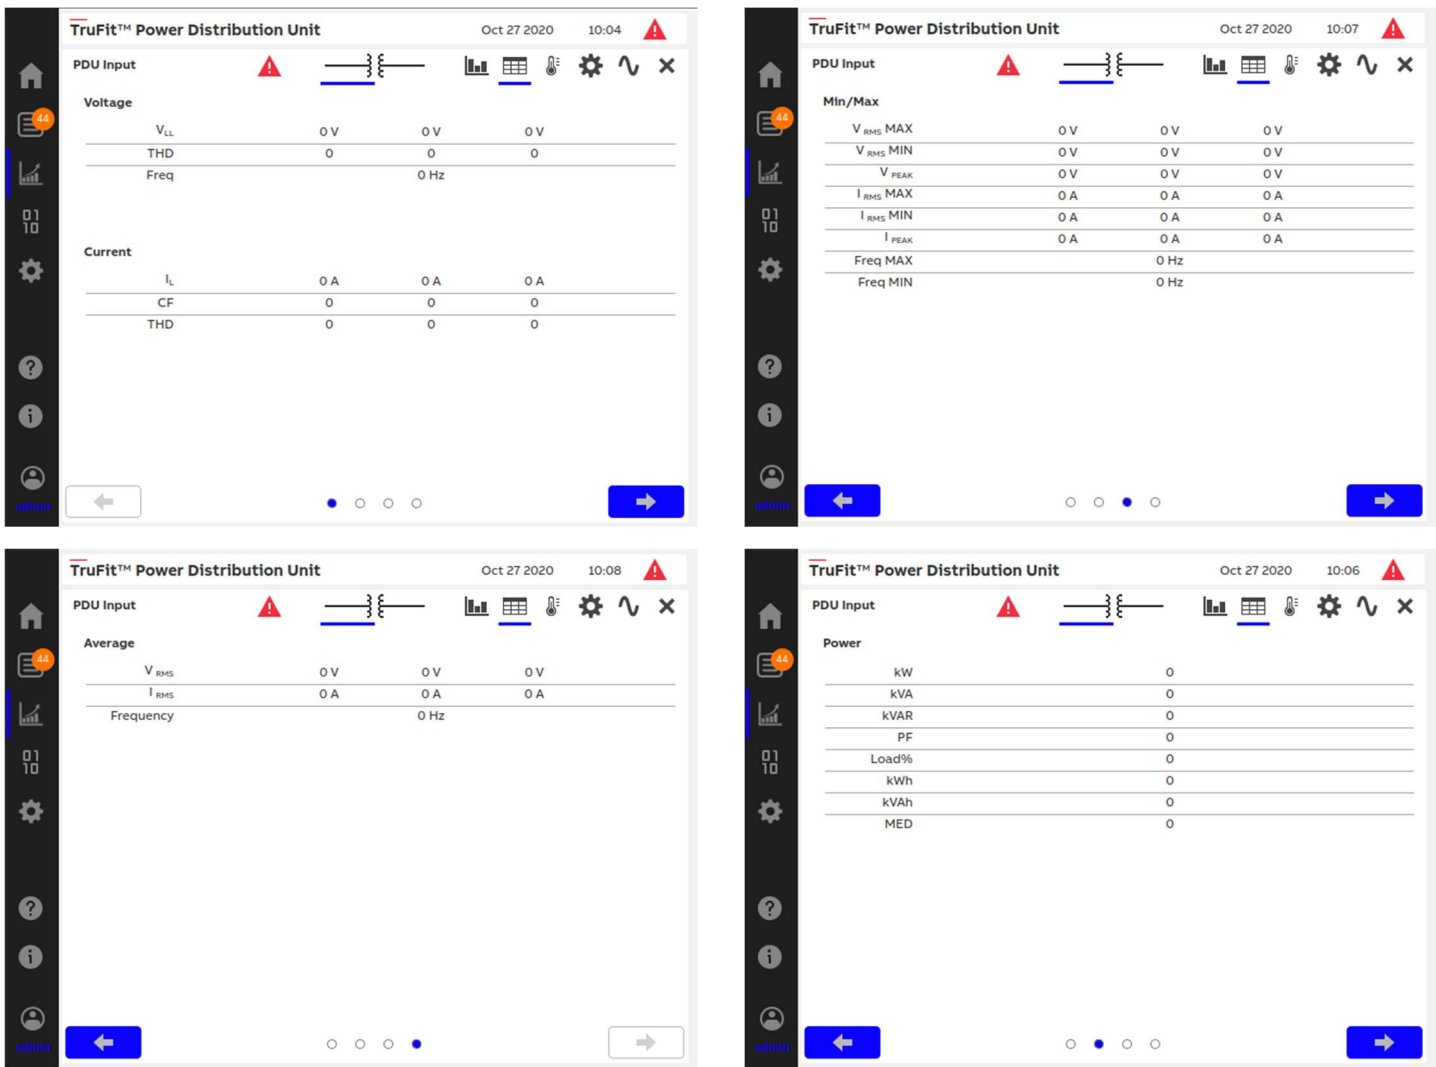 TruFit™ Power Distribution Unit Oct 27 2020 10:04
PDU Input
44
Voltage
VLL 0 V 0 V 0 V
THD 0 0 0
Freq 0 Hz
Current
IL 0 A 0 A 0 A
CF 0 0 0
THD 0 0 0
admin
TruFit™ Power Distribution Unit Oct 27 2020 10:07
PDU Input
44
Min/Max
V RMS MAX 0 V 0 V 0 V
V RMS MIN 0 V 0 V 0 V
V PEAK 0 V 0 V 0 V
I RMS MAX 0 A 0 A 0 A
I RMS MIN 0 A 0 A 0 A
I PEAK 0 A 0 A 0 A
Freq MAX 0 Hz
Freq MIN 0 Hz
admin
TruFit™ Power Distribution Unit Oct 27 2020 10:08
PDU Input
44
Average
V RMS 0 V 0 V 0 V
I RMS 0 A 0 A 0 A
Frequency 0 Hz
admin
TruFit™ Power Distribution Unit Oct 27 2020 10:06
PDU Input
44
Power
kW 0
kVA 0
kVAR 0
PF 0
Load% 0
kWh 0
kVAh 0
MED 0
admin